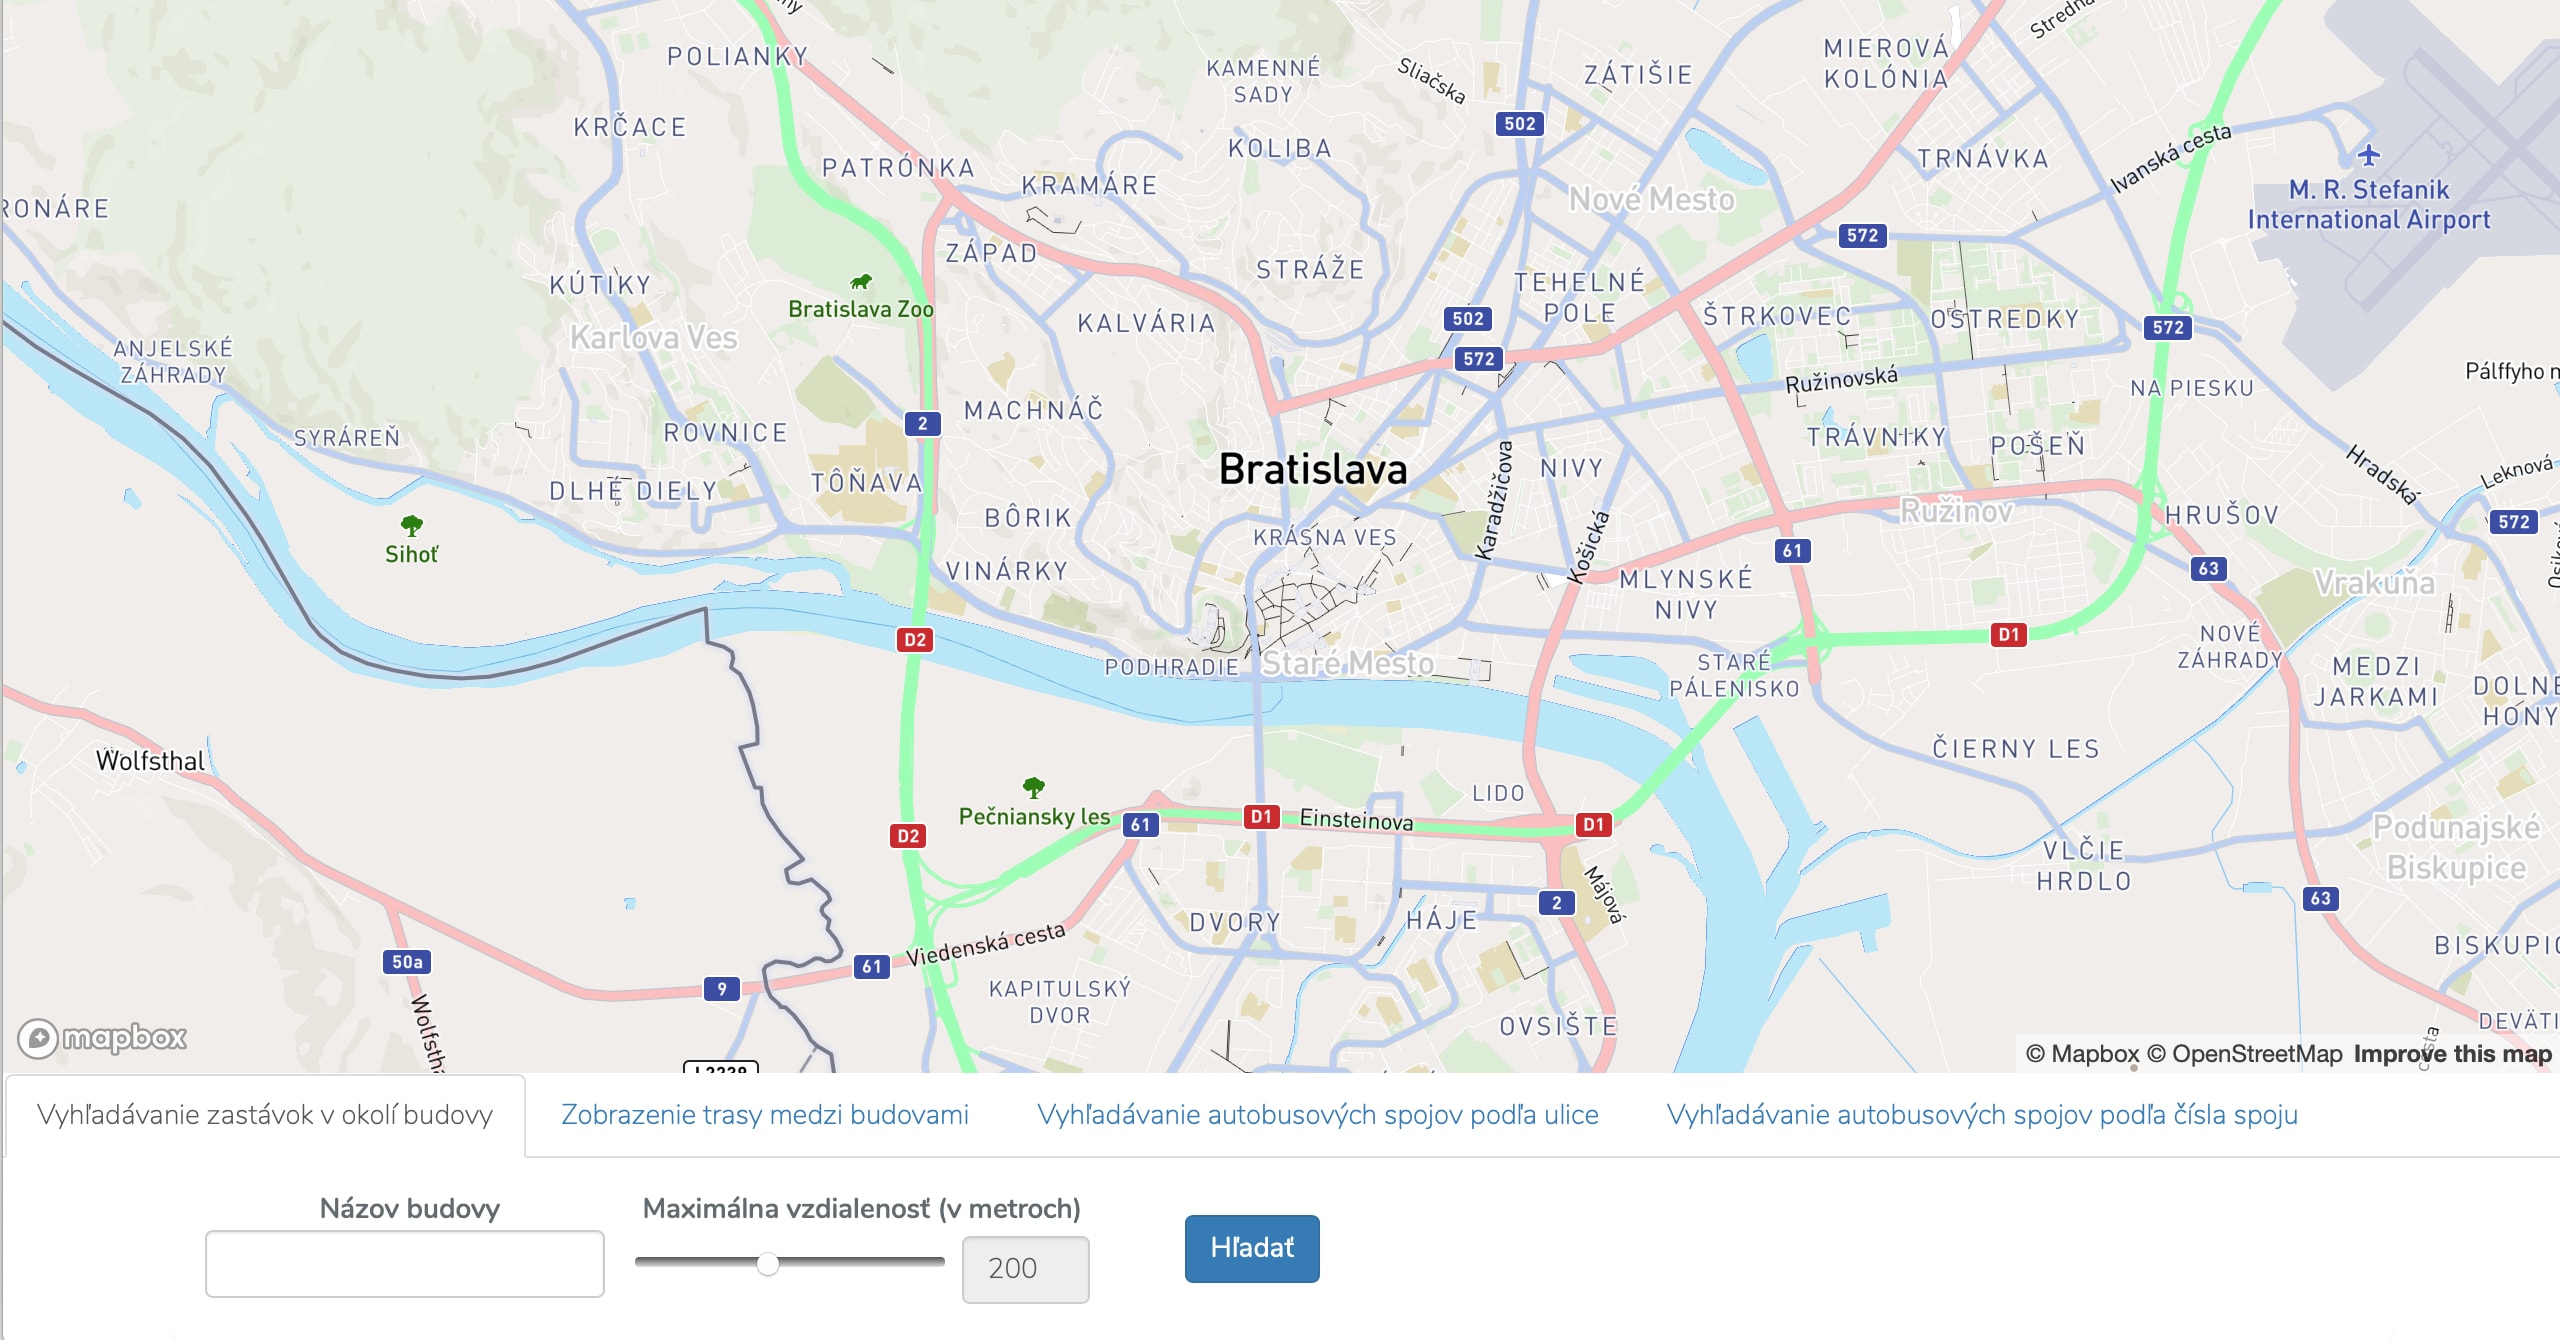 POLIANKY
KAMENNÉ
SADY
Sliačska
ZÁTIŠIE
MIEROVÁ
KOLÓNIA
KRČACE
502
KOLIBA
PATRÓNKA
TRNÁVKA
Ivanská cesta
KRAMÁRE
M. R. Stefanik
International Airport
Nové Mesto
572
ZÁPAD
STRÁŽE
KÚTIKY
TEHELNÉ
POLE
Bratislava Zoo
Karlova Ves
KALVÁRIA
502
ŠTRKOVEC
OSTREDKY
572
ANJELSKÉ
ZÁHRADY
572
Ružinovská
NA PIESKU
MACHNÁČ
2
ROVNICE
SYRÁREŇ
TRÁVNIKY
POŠEŇ
Bratislava
Karadžičova
NIVY
Hradská
Leknová
TÔŇAVA
DLHÉ DIELY
BÔRIK
Ružinov
HRUŠOV
572
Sihoť
KRÁSNA VES
Košická
61
VINÁRKY
MLYNSKÉ
NIVY
63
Vrakuňa
D2
D1
NOVÉ
ZÁHRADY
PODHRADIE
Staré Mesto
STARÉ
PÁLENISKO
MEDZI
JARKAMI
HONY
ČIERNY LES
Wolfsthal
LIDO
Pečniansky les
61
D1
Einsteinova
D1
D2
Podunajské
Biskupice
VLČIE
HRDLO
Májová
2
63
DVORY
HÁJE
Viedenská cesta
61
50a
9
KAPITULSKÝ
DVOR
OVSIŠTE
mapbox
© Mapbox © OpenStreetMap Improve this map
Vyhľadávanie zastávok v okolí budovy
Zobrazenie trasy medzi budovami
Vyhľadávanie autobusových spojov podľa ulice
Vyhľadávanie autobusových spojov podľa čísla spoju
Názov budovy
Maximálna vzdialenosť (v metroch)
200
Hľadať